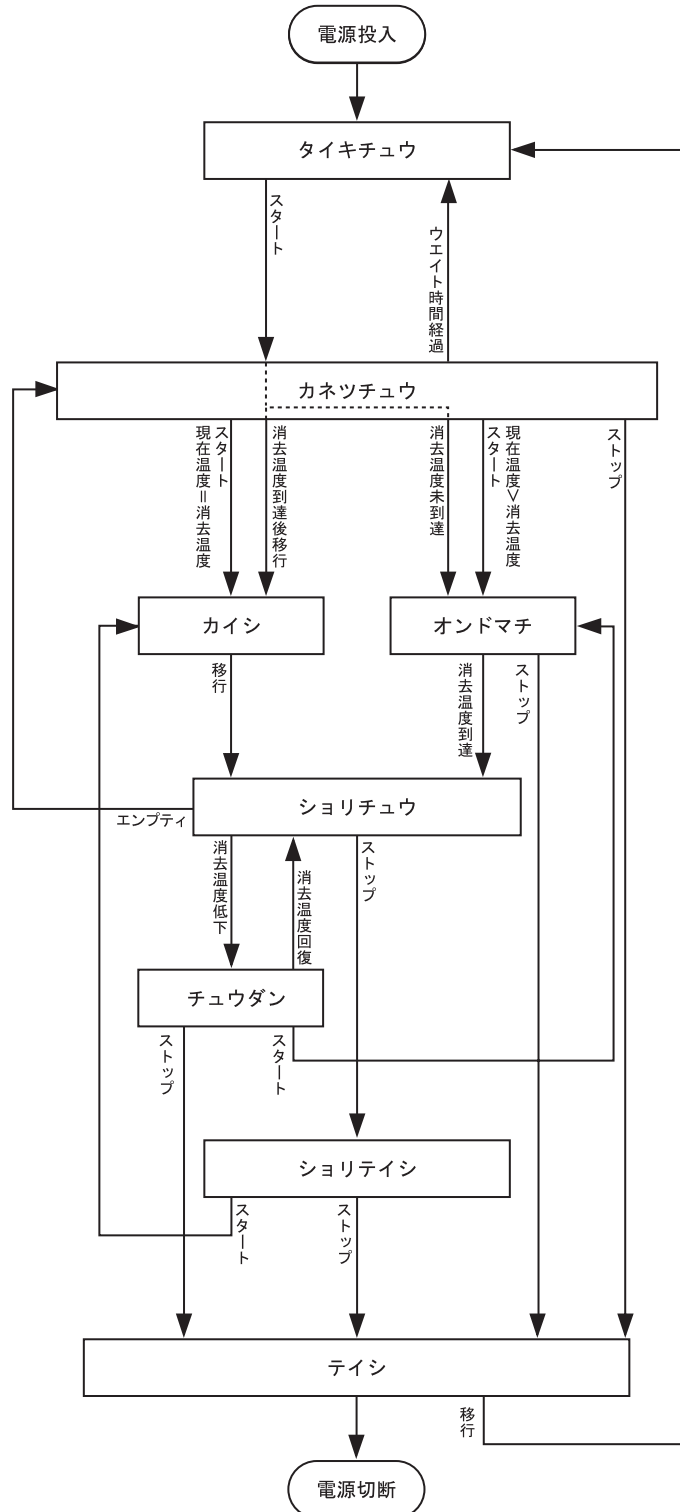 電源投入
タイキチュウ
スタート
ウエイト時間経過
カネツチュウ
スタート
現在温度＝消去温度
消去温度到達後移行
消去温度未到達
現在温度＞消去温度
スタート
ストップ
カイシ
オンドマチ
移行
消去温度到達
ストップ
ショリチュウ
エンプティ
消去温度低下
消去温度回復
ストップ
チュウダン
ストップ
スタート
ショリテイシ
スタート
ストップ
テイシ
移行
電源切断